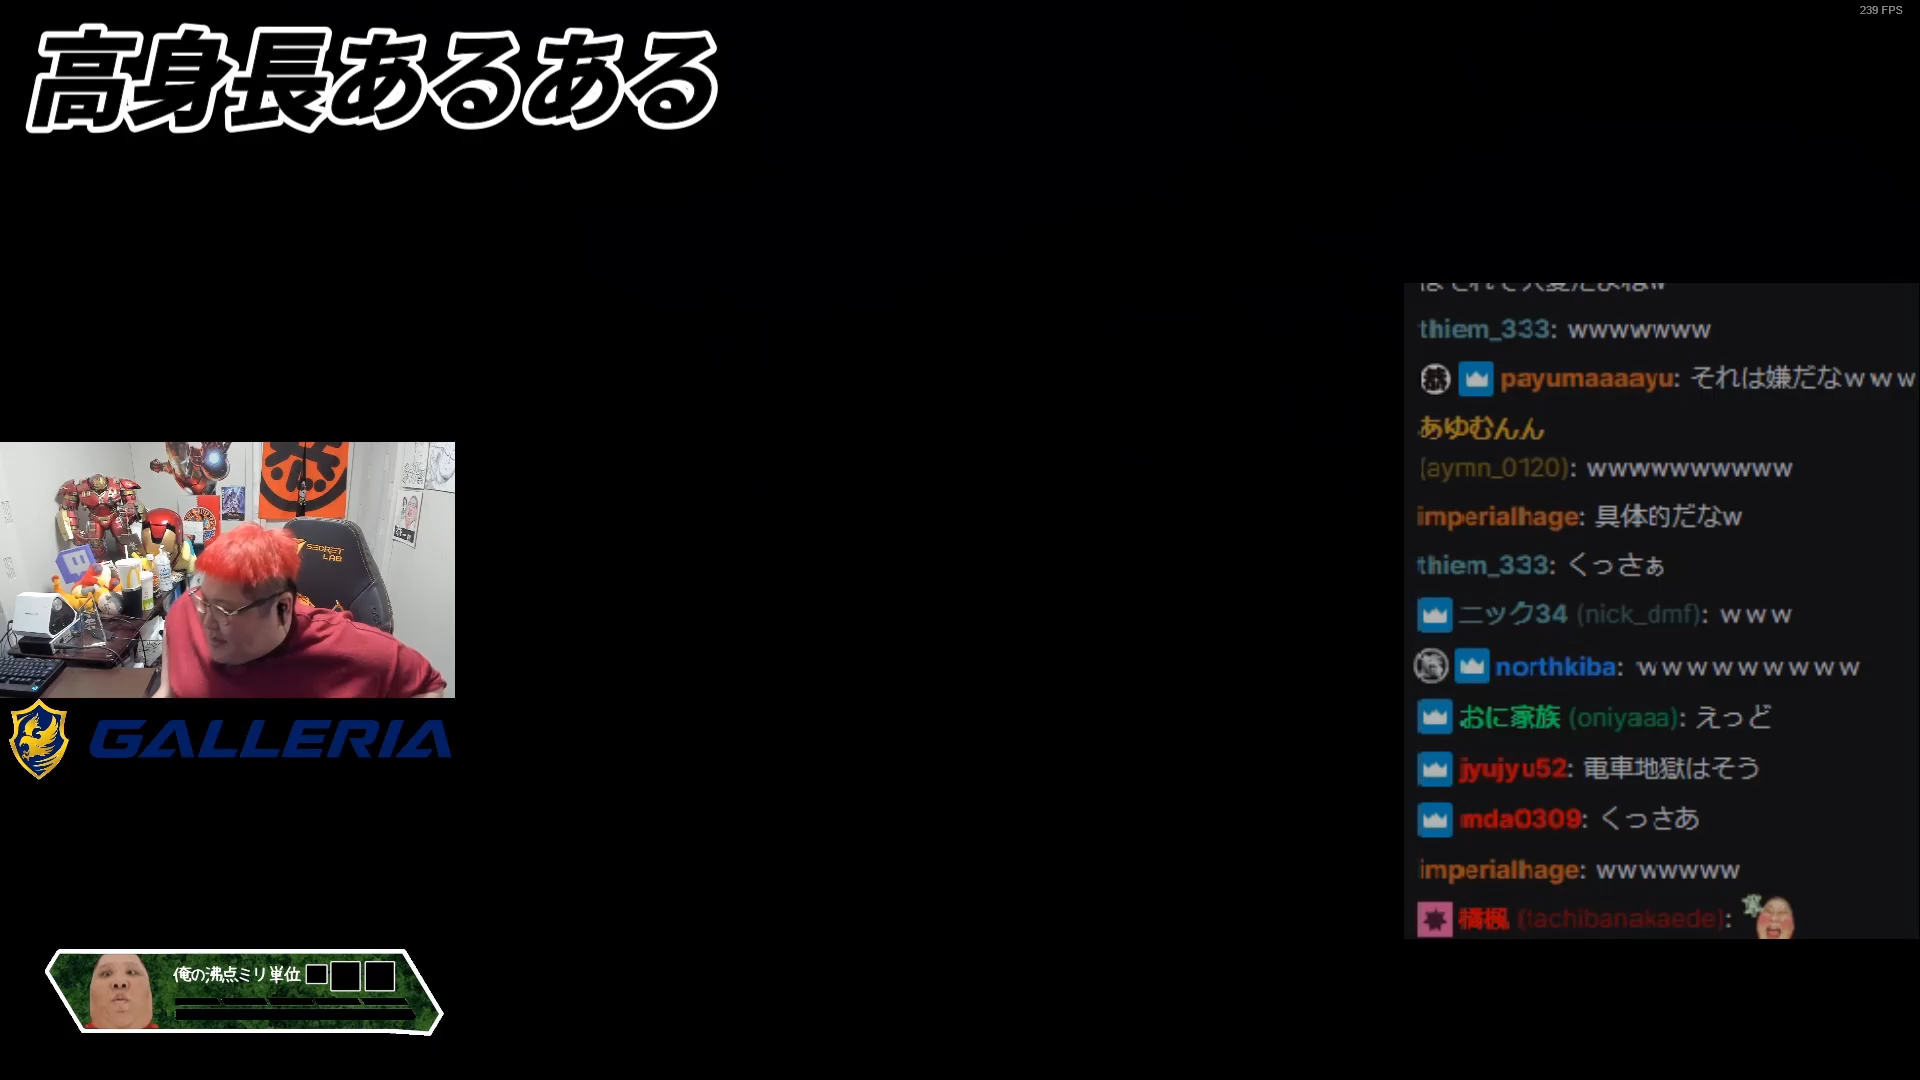 239 FPS
高身長あるある
thiem_333: wwwwwww
payumaaaayu: それは嫌だなｗｗｗ
あゆむんん
(aymn_0120): wwwwwwwwww
imperialhage: 具体的だなw
thiem_333: くっさぁ
ニック34 (nick_dmf): ｗｗｗ
northkiba: ｗｗｗｗｗｗｗｗｗ
おに家族 (oniyaaa): えっど
jyujyu52: 電車地獄はそう
mda0309: くっさあ
imperialhage: wwwwwww
橘楓 (tachibanakaede):
SECRET
LAB
GALLERIA
俺の沸点ミリ単位